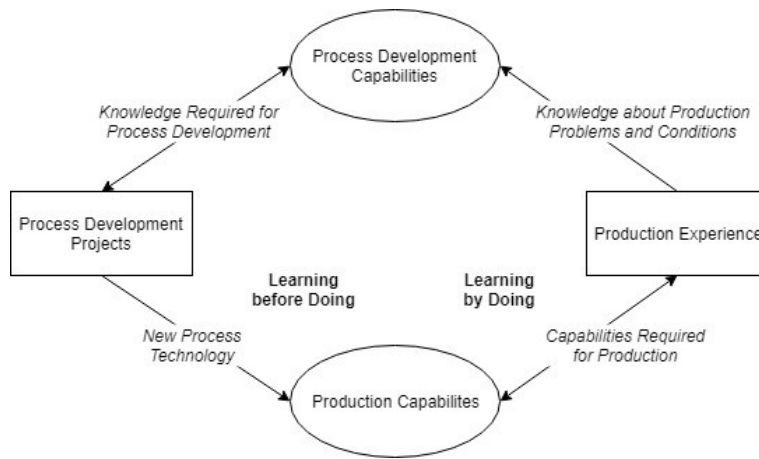 Process Development
Capabilities
Knowledge Required for
Process Development
Knowledge about Production
Problems and Conditions
Process Development
Projects
Production Experience
Learning
before Doing
Learning
by Doing
New Process
Technology
Capabilities Required
for Production
Production Capabilites